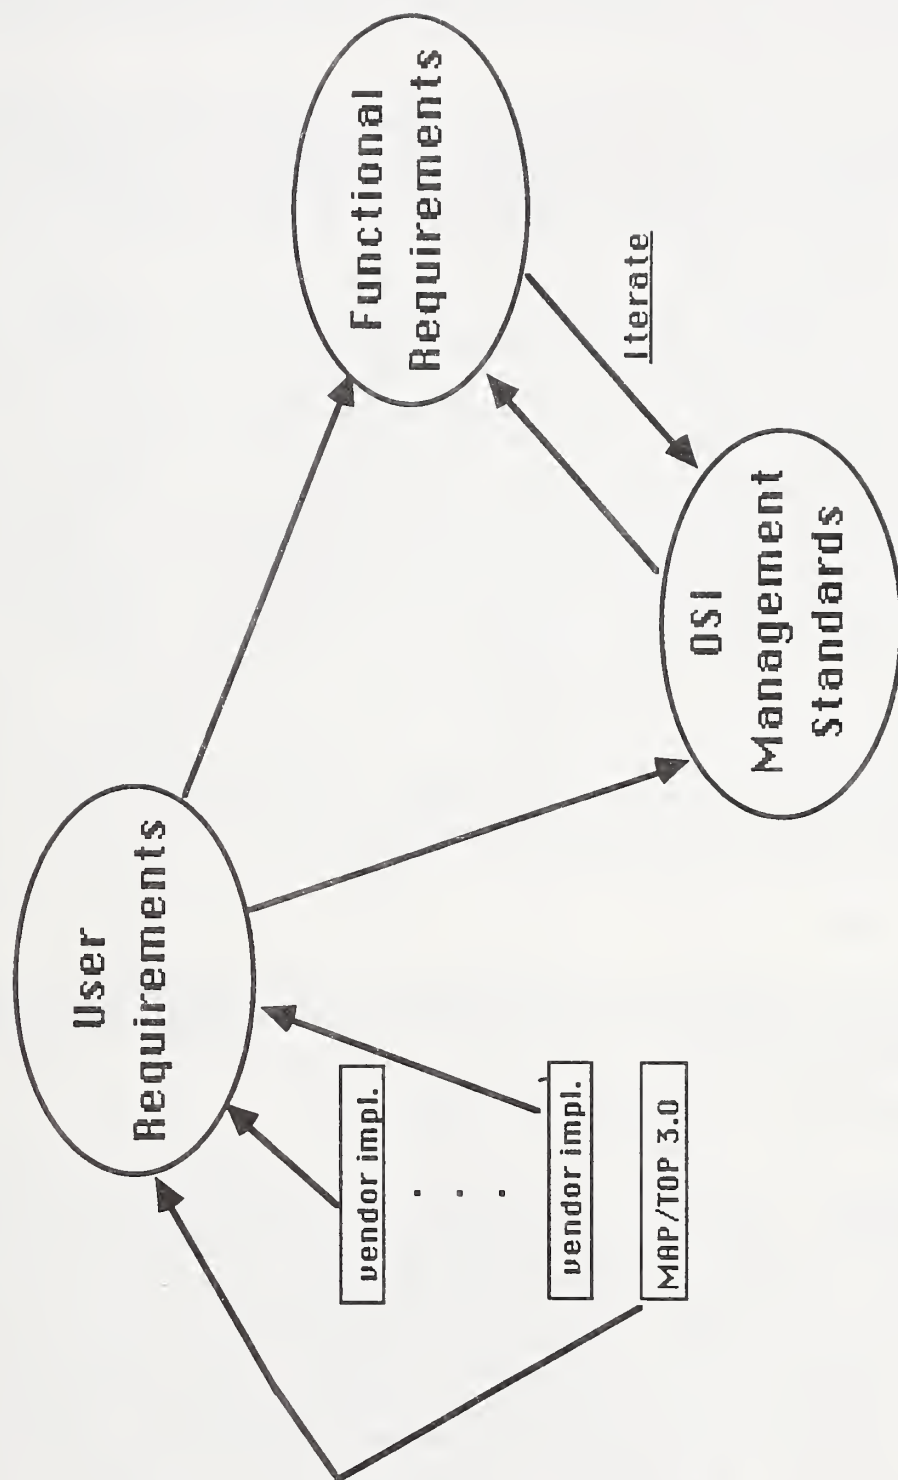 User
Requirements
Functional
Requirements
vendor impl.
. . .
vendor impl.
MAP/TOP 3.0
Iterate
OSI
Management
Standards